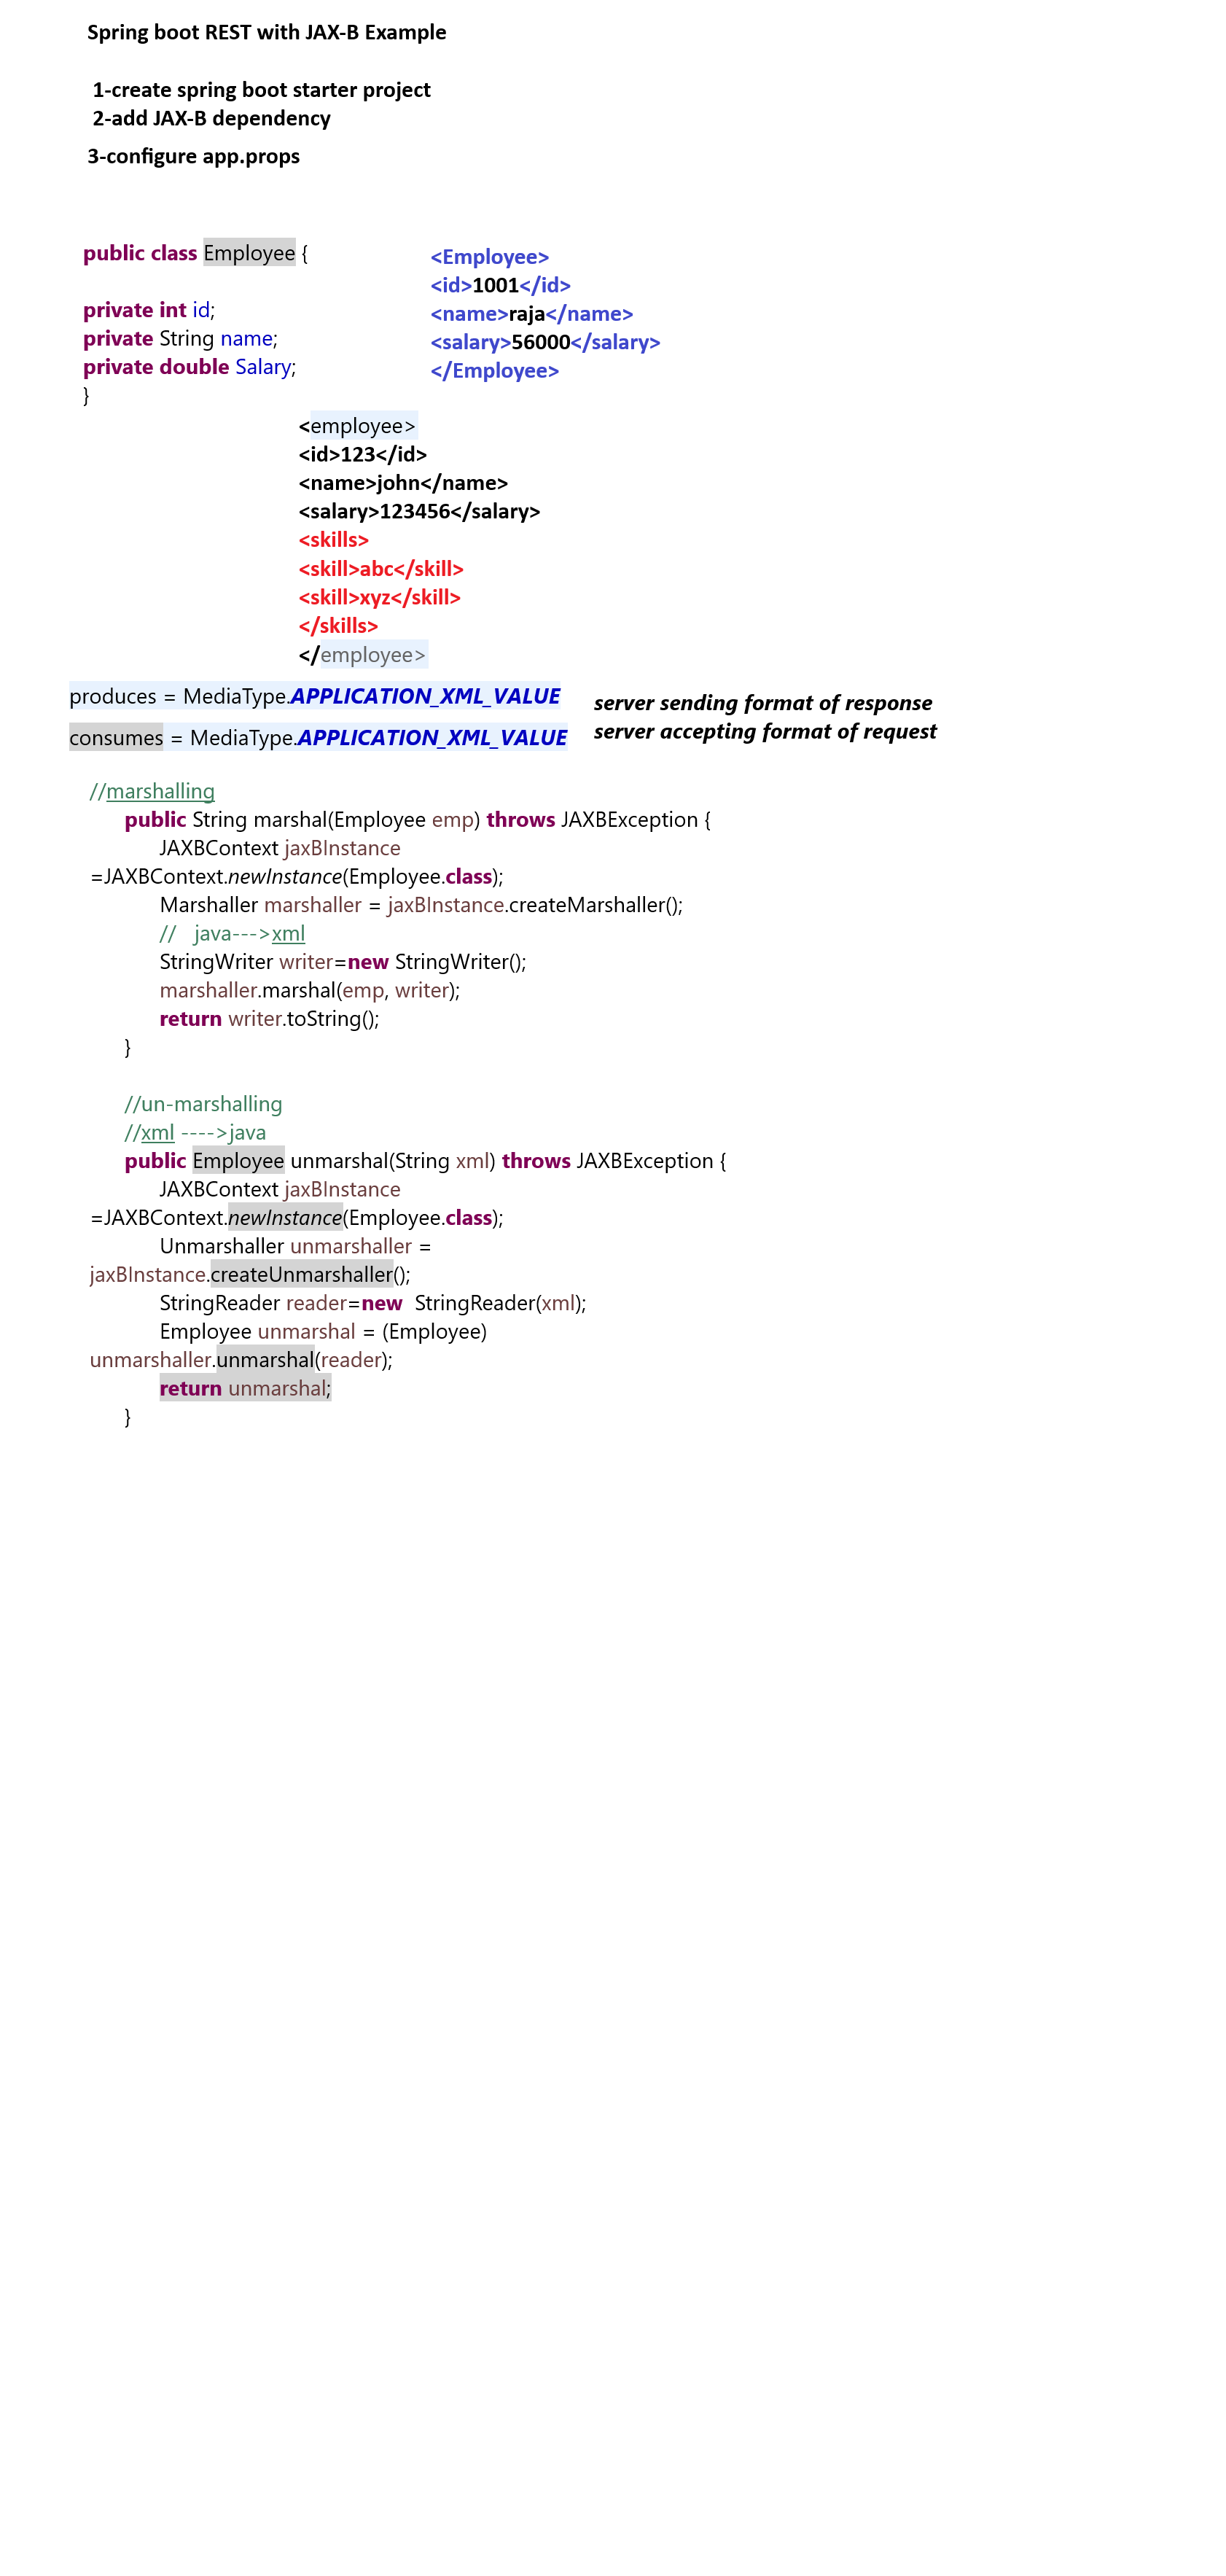 Spring boot REST with JAX-B Example
1-create spring boot starter project
2-add JAX-B dependency
3-configure app.props
public class Employee {
private int id;
private String name;
private double Salary;
}
<Employee>
<id>1001</id>
<name>raja</name>
<salary>56000</salary>
</Employee>
<employee>
<id>123</id>
<name>john</name>
<salary>123456</salary>
<skills>
<skill>abc</skill>
<skill>xyz</skill>
</skills>
</employee>
produces = MediaType.APPLICATION_XML_VALUE
consumes = MediaType.APPLICATION_XML_VALUE
server sending format of response
server accepting format of request
//marshalling
public String marshal(Employee emp) throws JAXBException {
JAXBContext jaxBInstance
=JAXBContext.newInstance(Employee.class);
Marshaller marshaller = jaxBInstance.createMarshaller();
// java--->xml
StringWriter writer=new StringWriter();
marshaller.marshal(emp, writer);
return writer.toString();
}
//un-marshalling
//xml ---->java
public Employee unmarshal(String xml) throws JAXBException {
JAXBContext jaxBInstance
=JAXBContext.newInstance(Employee.class);
Unmarshaller unmarshaller =
jaxBInstance.createUnmarshaller();
StringReader reader=new  StringReader(xml);
Employee unmarshal = (Employee)
unmarshaller.unmarshal(reader);
return unmarshal;
}